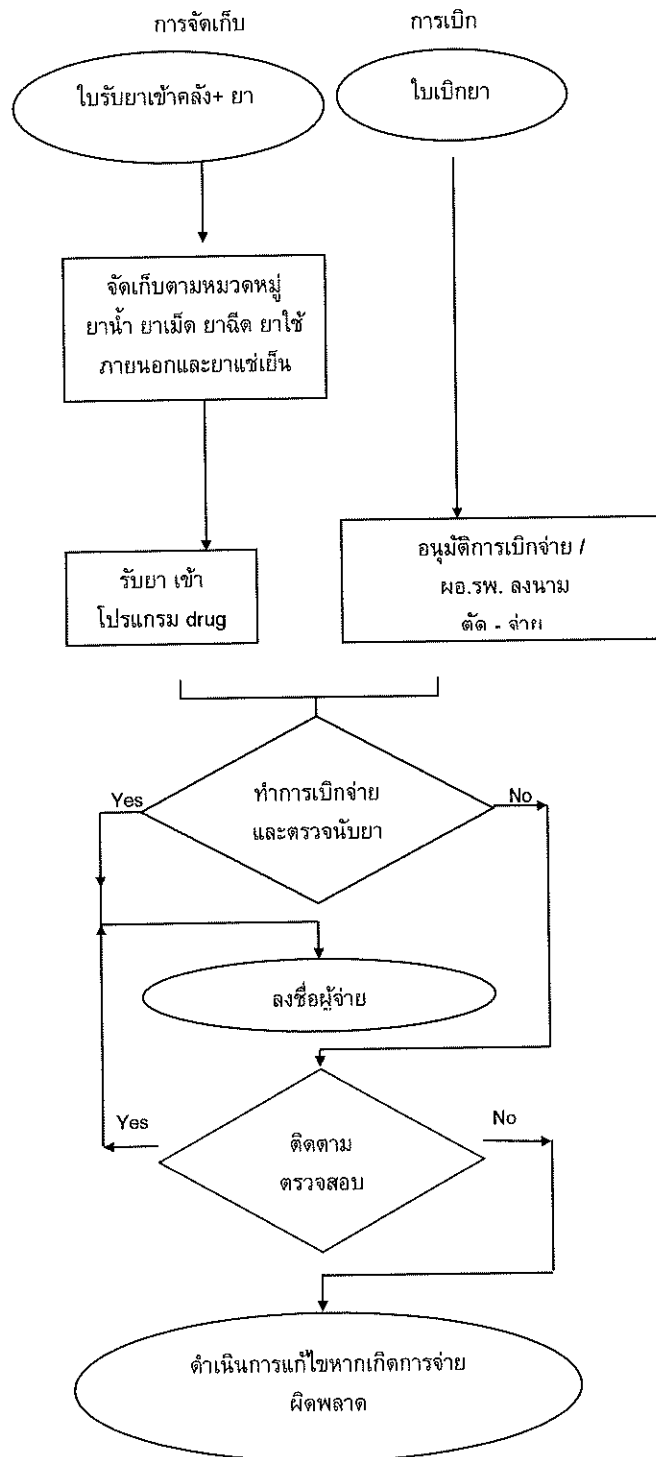 การจัดเก็บ
การเบิก
ใบรับยาเข้าคลัง+ ยา
ใบเบิกยา
จัดเก็บตามหมวดหมู่
ยาน้ำ ยาเม็ด ยาฉีด ยาใช้
ภายนอกและยาแช่เย็น
รับยา เข้า
โปรแกรม drug
อนุมัติการเบิกจ่าย /
ผอ.รพ. ลงนาม
ตัด - จ่าย
ทำการเบิกจ่าย
และตรวจนับยา
Yes
No
ลงชื่อผู้จ่าย
ติดตาม
ตรวจสอบ
Yes
No
ดำเนินการแก้ไขหากเกิดการจ่าย
ผิดพลาด